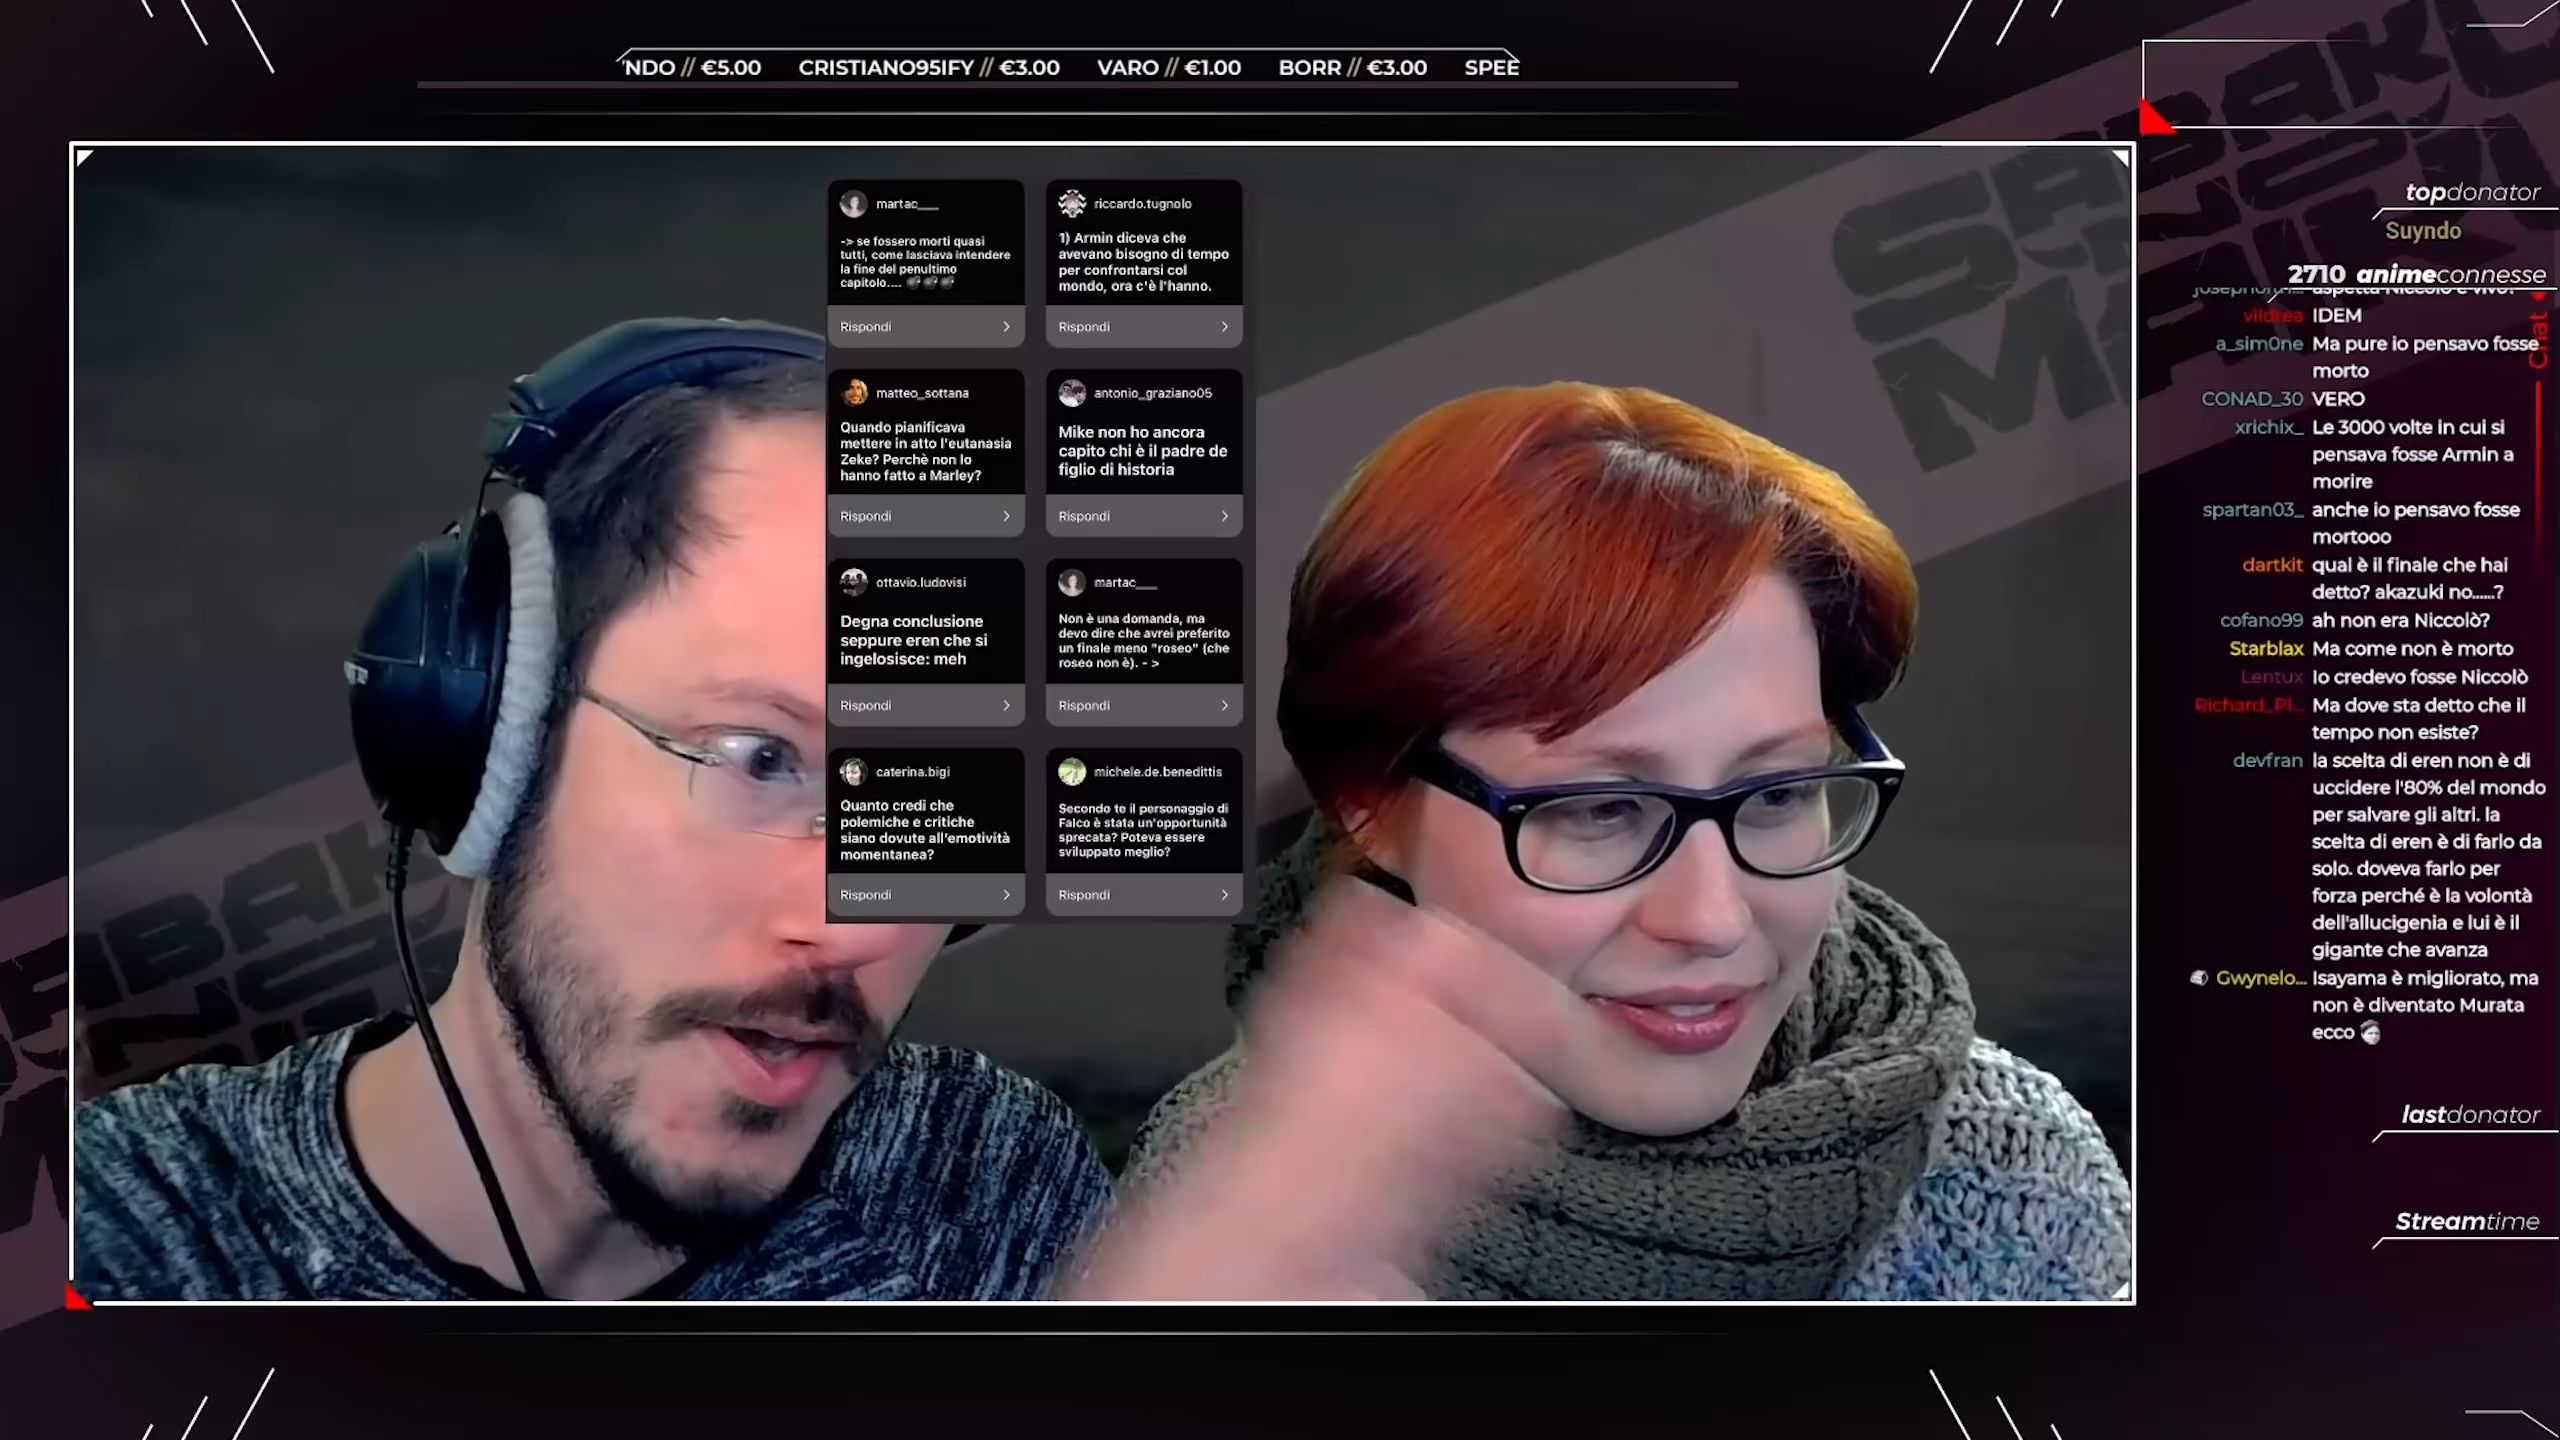 NDO // €5.00 CRISTIANO95IFY // €3.00 VARO // €1.00 BORR // €3.00 SPEE
martac___
-> se fossero morti quasi
tutti, come lasciava intendere
la fine del penultimo
capitolo....
Rispondi
riccardo.tugnolo
1) Armin diceva che
avevano bisogno di tempo
per confrontarsi col
mondo, ora c'è l'hanno.
Rispondi
matteo_sottana
Quando pianificava
mettere in atto l'eutanasia
Zeke? Perchè non lo
hanno fatto a Marley?
Rispondi
antonio_graziano05
Mike non ho ancora
capito chi è il padre de
figlio di historia
Rispondi
ottavio.ludovisi
Degna conclusione
seppure eren che si
ingelosisce: meh
Rispondi
martac___
Non è una domanda, ma
devo dire che avrei preferito
un finale meno "roseo" (che
roseo non è). - >
Rispondi
caterina.bigi
Quanto credi che
polemiche e critiche
siano dovute all'emotività
momentanea?
Rispondi
michele.de.benedittis
Secondo te il personaggio di
Falco è stata un'opportunità
sprecata? Poteva essere
sviluppato meglio?
Rispondi
SABAKU
NO
MAIKU
topdonator
Suyndo
2710 animeconnesse
Chat
vildrea IDEM
a_sim0ne Ma pure io pensavo fosse
morto
CONAD_30 VERO
xrichix_ Le 3000 volte in cui si
pensava fosse Armin a
morire
spartan03_ anche io pensavo fosse
mortooo
dartkit qual è il finale che hai
detto? akazuki no......?
cofano99 ah non era Niccolò?
Starblax Ma come non è morto
Lentux Io credevo fosse Niccolò
Richard_Pl... Ma dove sta detto che il
tempo non esiste?
devfran la scelta di eren non è di
uccidere l'80% del mondo
per salvare gli altri. la
scelta di eren è di farlo da
solo. doveva farlo per
forza perché è la volontà
dell'allucigenia e lui è il
gigante che avanza
Gwynelo... Isayama è migliorato, ma
non è diventato Murata
ecco
lastdonator
Streamtime